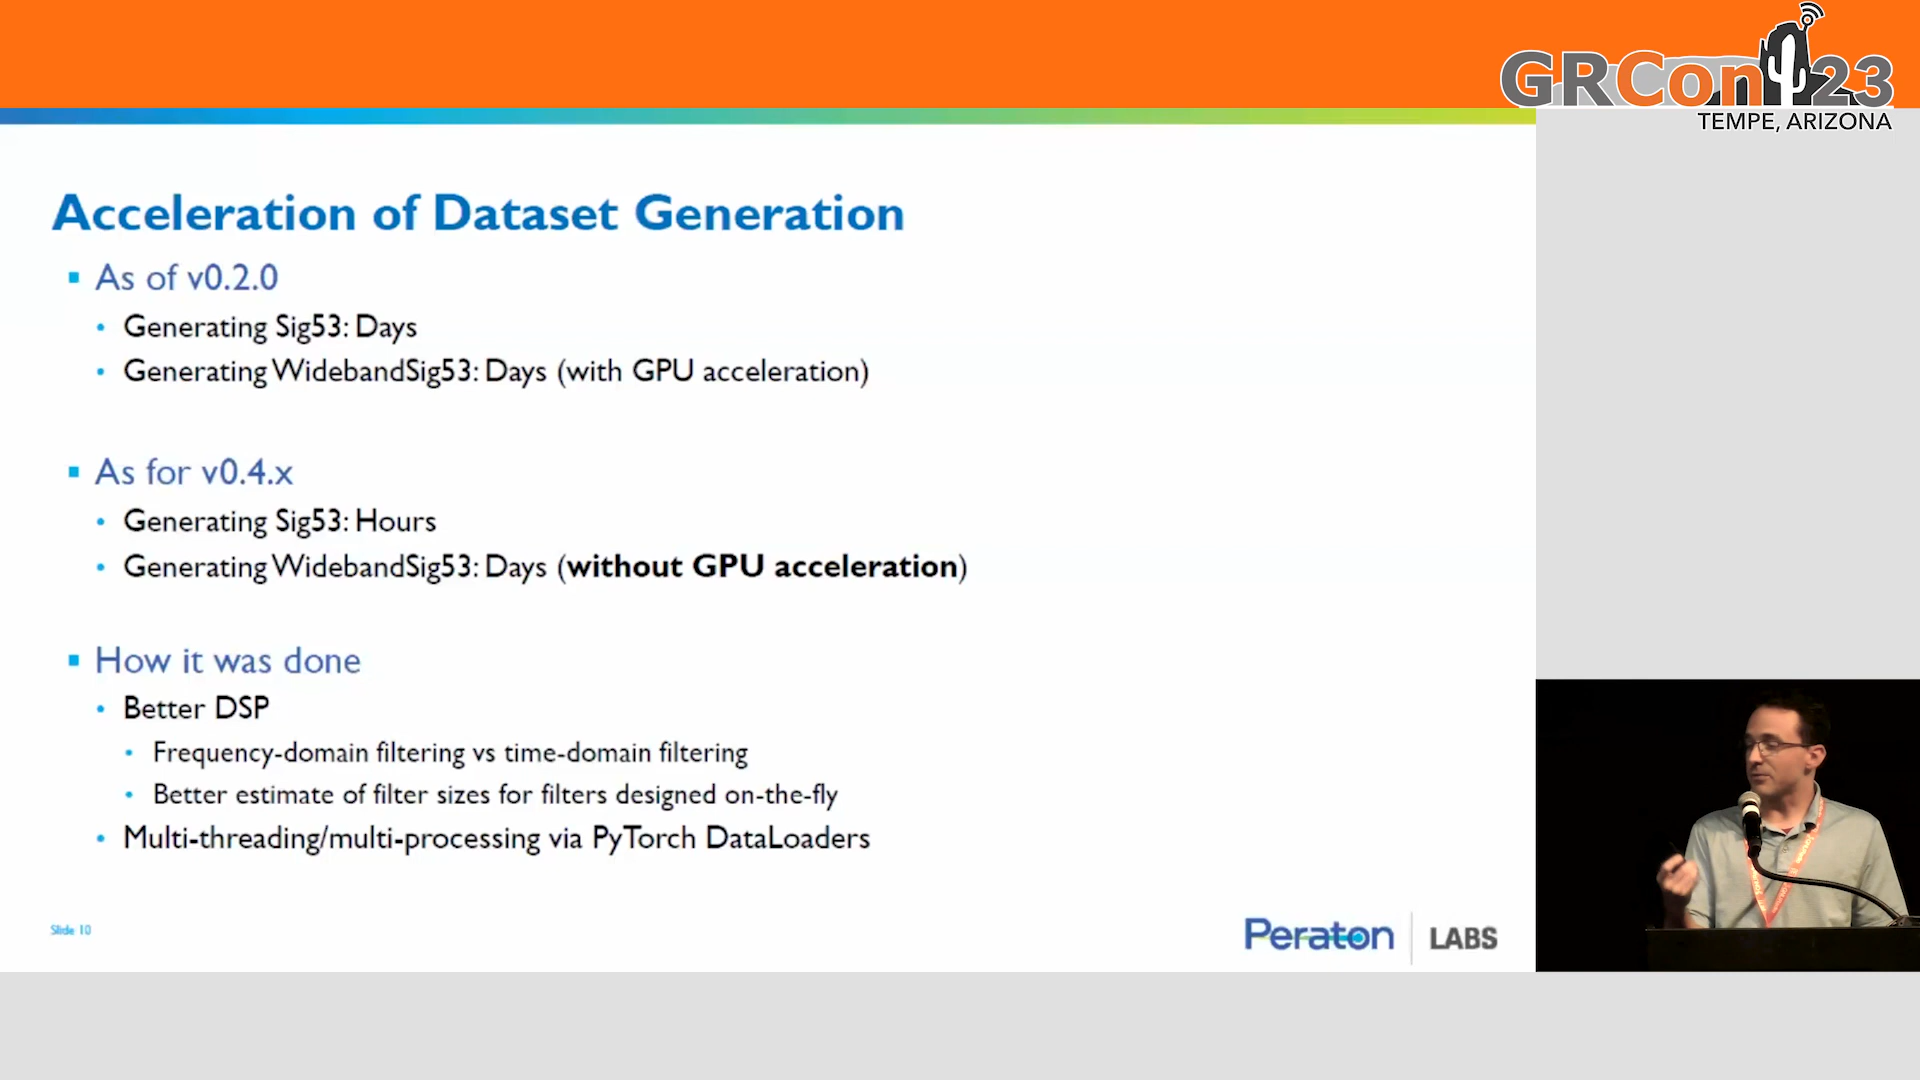 GRCon 23
TEMPE, ARIZONA
Acceleration of Dataset Generation
As of v0.2.0
Generating Sig53: Days
Generating WidebandSig53: Days (with GPU acceleration)
As for v0.4.x
Generating Sig53: Hours
Generating WidebandSig53: Days (without GPU acceleration)
How it was done
Better DSP
Frequency-domain filtering vs time-domain filtering
Better estimate of filter sizes for filters designed on-the-fly
Multi-threading/multi-processing via PyTorch DataLoaders
Slide 10
Peraton LABS